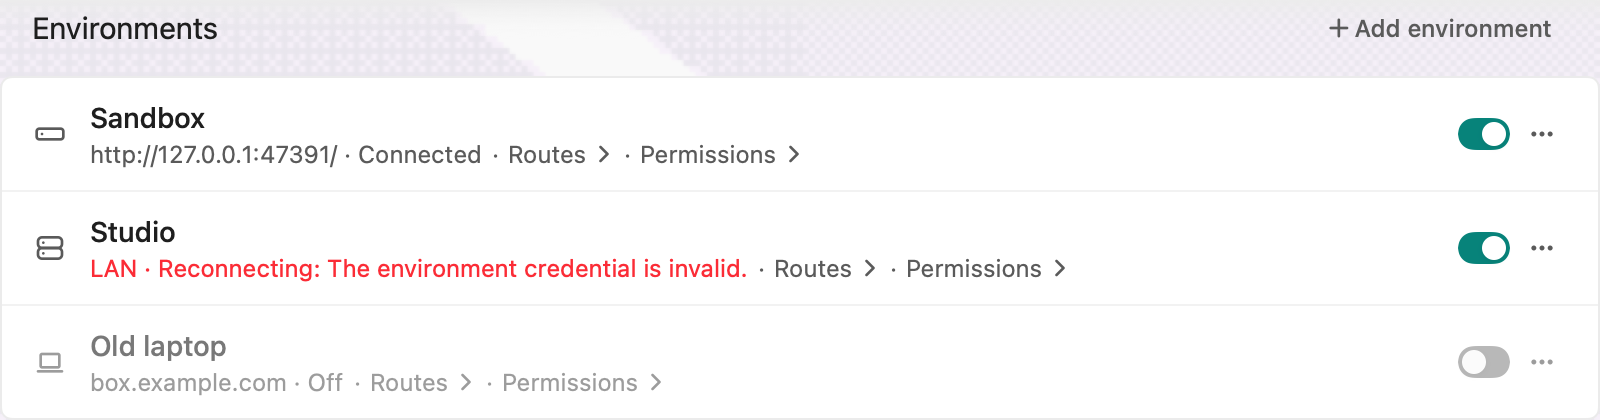 Environments
+ Add environment
Sandbox
http://127.0.0.1:47391/ · Connected · Routes > · Permissions >
Studio
LAN · Reconnecting: The environment credential is invalid. · Routes > · Permissions >
Old laptop
box.example.com · Off · Routes > · Permissions >